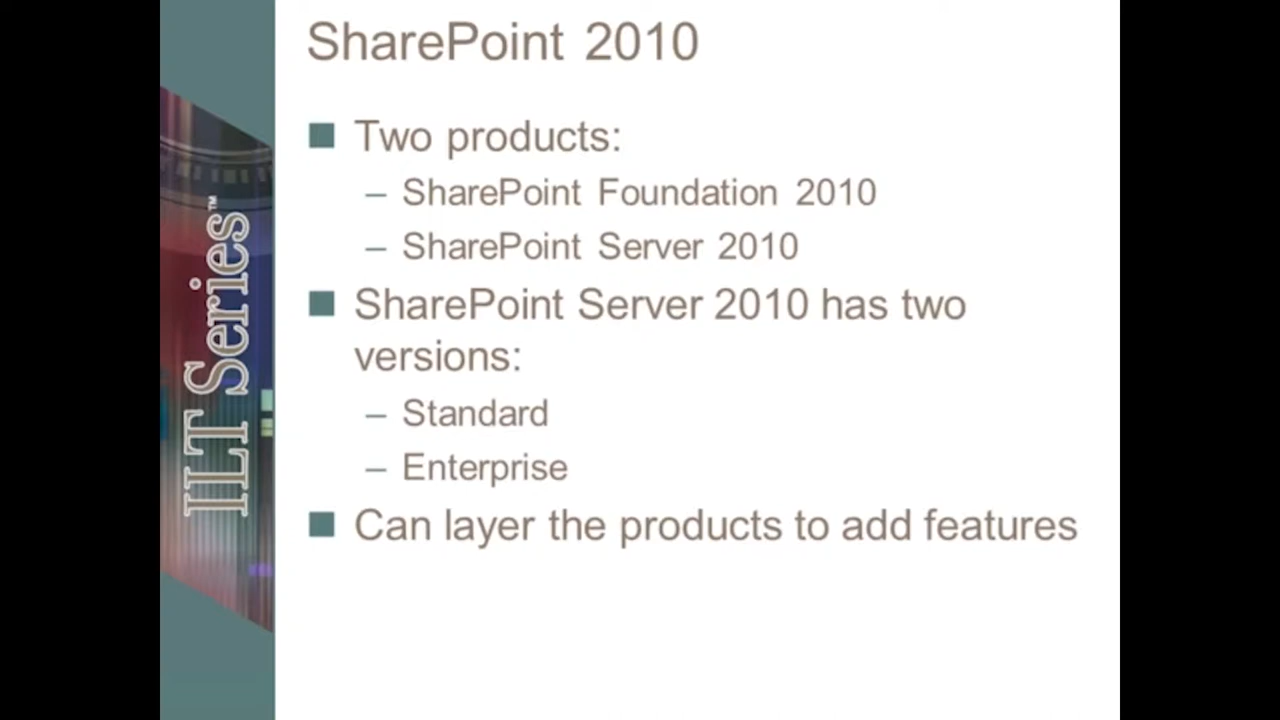 SharePoint 2010
Two products:
– SharePoint Foundation 2010
– SharePoint Server 2010
SharePoint Server 2010 has two
versions:
– Standard
– Enterprise
Can layer the products to add features
ILT Series™